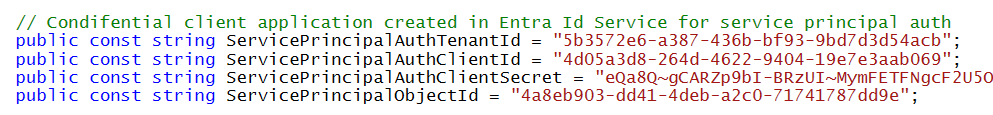 // Condifential client application created in Entra Id Service for service principal auth
public const string ServicePrincipalAuthTenantId = "5b3572e6-a387-436b-bf93-9bd7d3d54acb";
public const string ServicePrincipalAuthClientId = "4d05a3d8-264d-4622-9404-19e7e3aab069";
public const string ServicePrincipalAuthClientSecret = "eQa8Q~gCARZp9bI-BRzUI~MymFETFNgcF2U5O
public const string ServicePrincipalObjectId = "4a8eb903-dd41-4deb-a2c0-71741787dd9e";